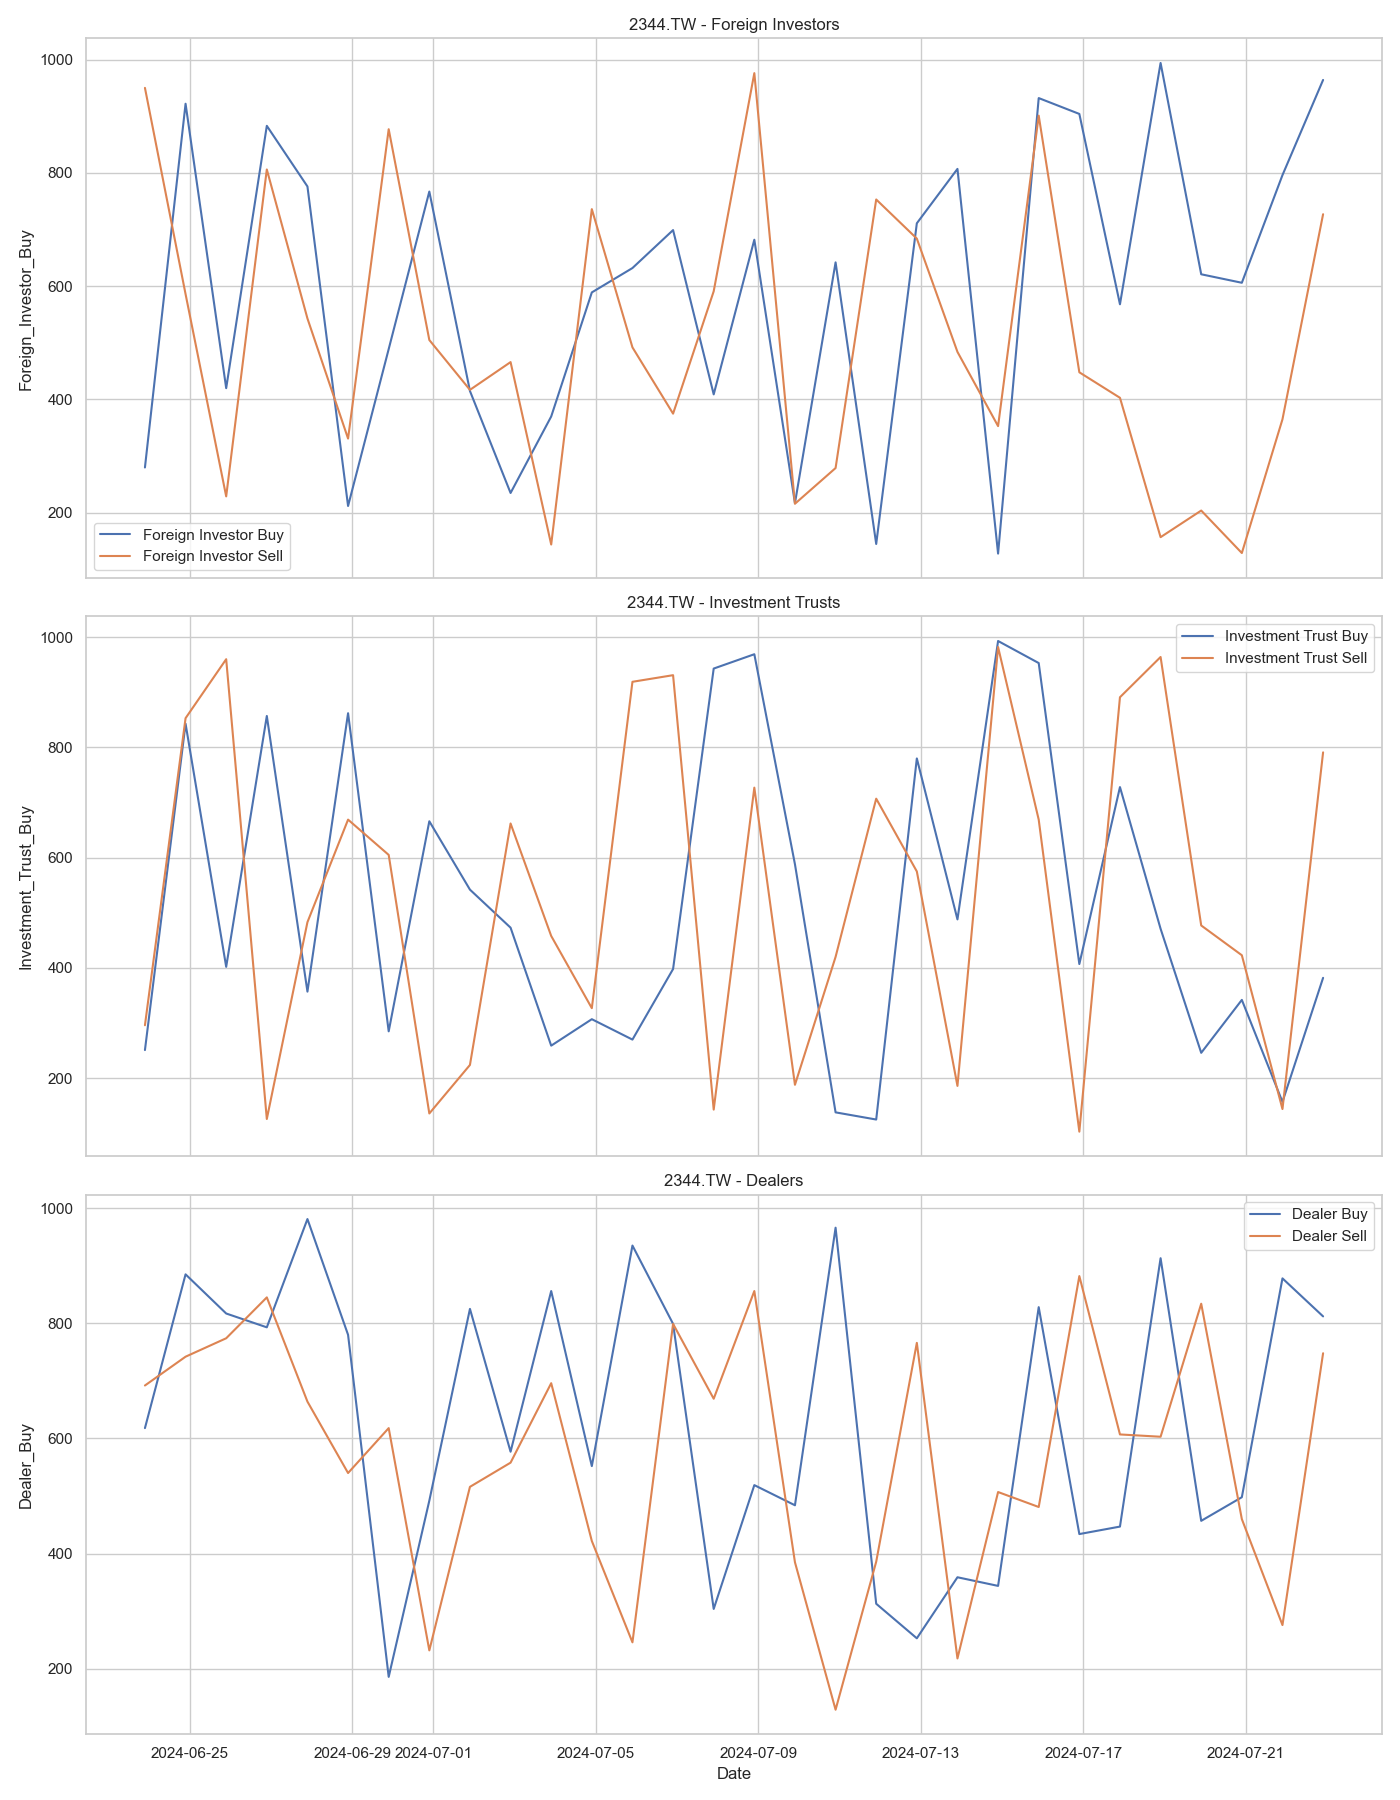 2344.TW - Foreign Investors
1000
800
600
400
200
Foreign_Investor_Buy
Foreign Investor Buy
Foreign Investor Sell
2344.TW - Investment Trusts
1000
800
600
400
200
Investment_Trust_Buy
Investment Trust Buy
Investment Trust Sell
2344.TW - Dealers
1000
800
600
400
200
Dealer_Buy
Dealer Buy
Dealer Sell
2024-06-25 2024-06-29 2024-07-01 2024-07-05 2024-07-09 2024-07-13 2024-07-17 2024-07-21
Date